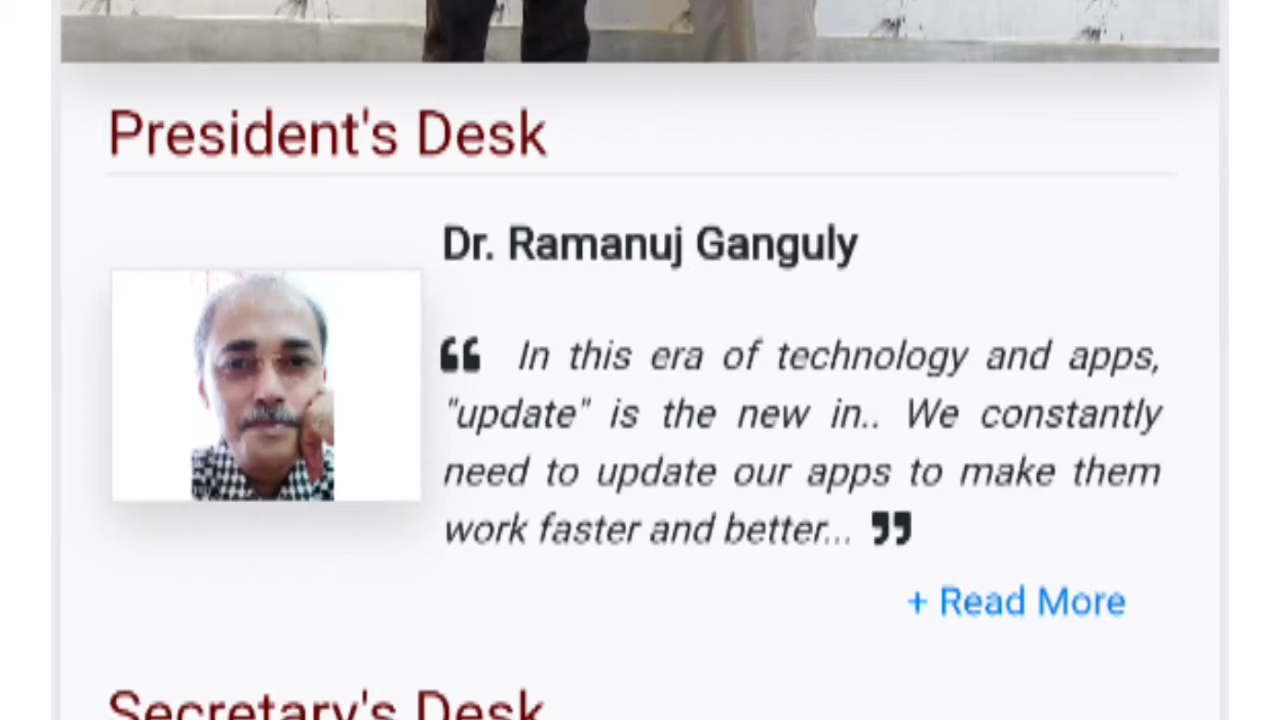 President's Desk
Dr. Ramanuj Ganguly
❝ In this era of technology and apps,
"update" is the new in.. We constantly
need to update our apps to make them
work faster and better... ❞
+ Read More
Secretary's Desk